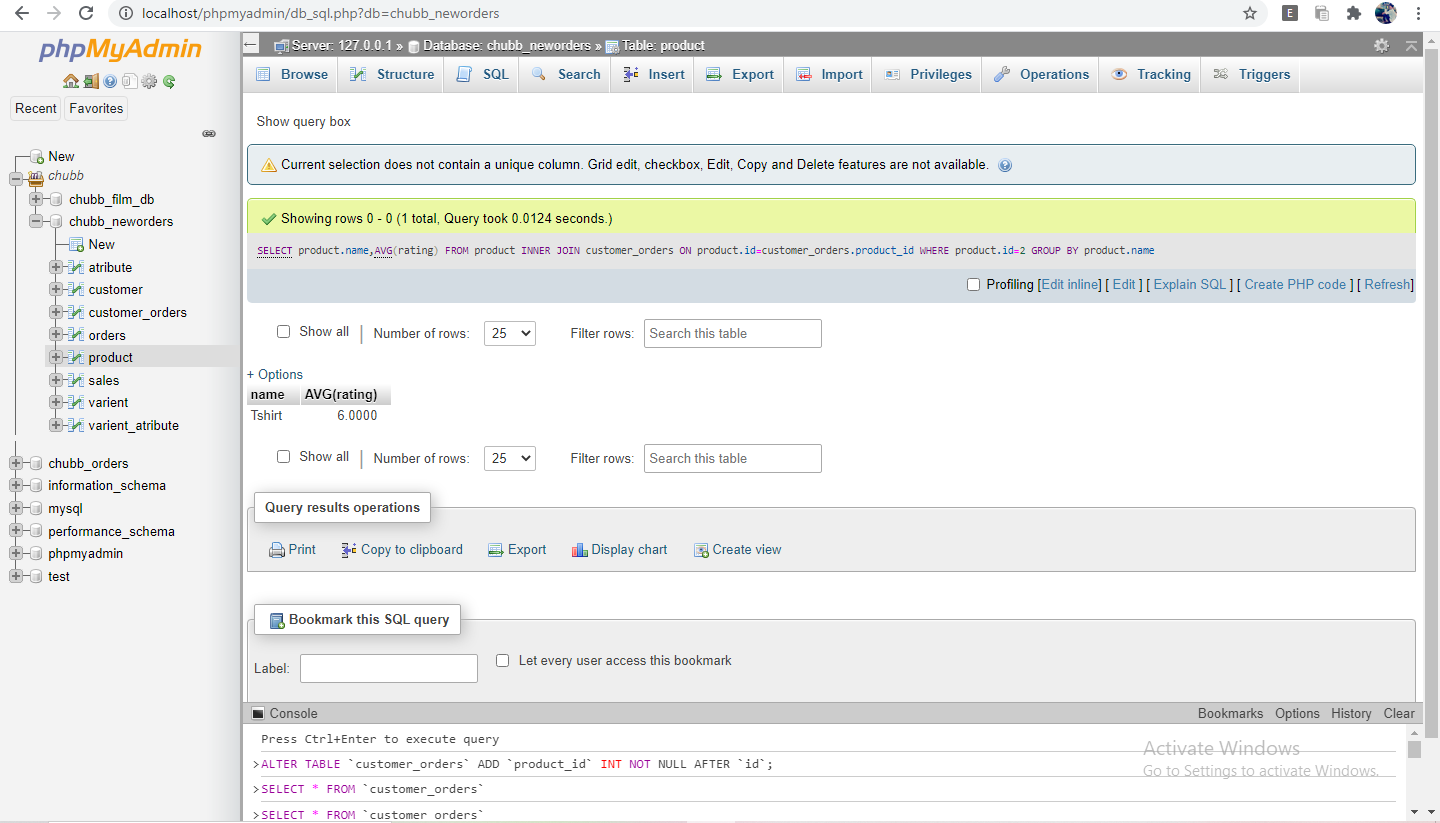 localhost/phpmyadmin/db_sql.php?db=chubb_neworders
E
phpMyAdmin
Recent Favorites
New
chubb
chubb_film_db
chubb_neworders
New
atribute
customer
customer_orders
orders
product
sales
varient
varient_atribute
chubb_orders
information_schema
mysql
performance_schema
phpmyadmin
test
Server: 127.0.0.1 » Database: chubb_neworders » Table: product
Browse Structure SQL Search Insert Export Import Privileges Operations Tracking Triggers
Show query box
Current selection does not contain a unique column. Grid edit, checkbox, Edit, Copy and Delete features are not available.
Showing rows 0 - 0 (1 total, Query took 0.0124 seconds.)
SELECT product.name,AVG(rating) FROM product INNER JOIN customer_orders ON product.id=customer_orders.product_id WHERE product.id=2 GROUP BY product.name
Profiling [Edit inline] [ Edit ] [ Explain SQL ] [ Create PHP code ] [ Refresh]
Show all | Number of rows: 25 Filter rows: Search this table
+ Options
name AVG(rating)
Tshirt 6.0000
Show all | Number of rows: 25 Filter rows: Search this table
Query results operations
Print Copy to clipboard Export Display chart Create view
Bookmark this SQL query
Label: Let every user access this bookmark
Console Bookmarks Options History Clear
Press Ctrl+Enter to execute query
>ALTER TABLE `customer_orders` ADD `product_id` INT NOT NULL AFTER `id`;
>SELECT * FROM `customer_orders`
>SELECT * FROM `customer_orders`
Activate Windows
Go to Settings to activate Windows.